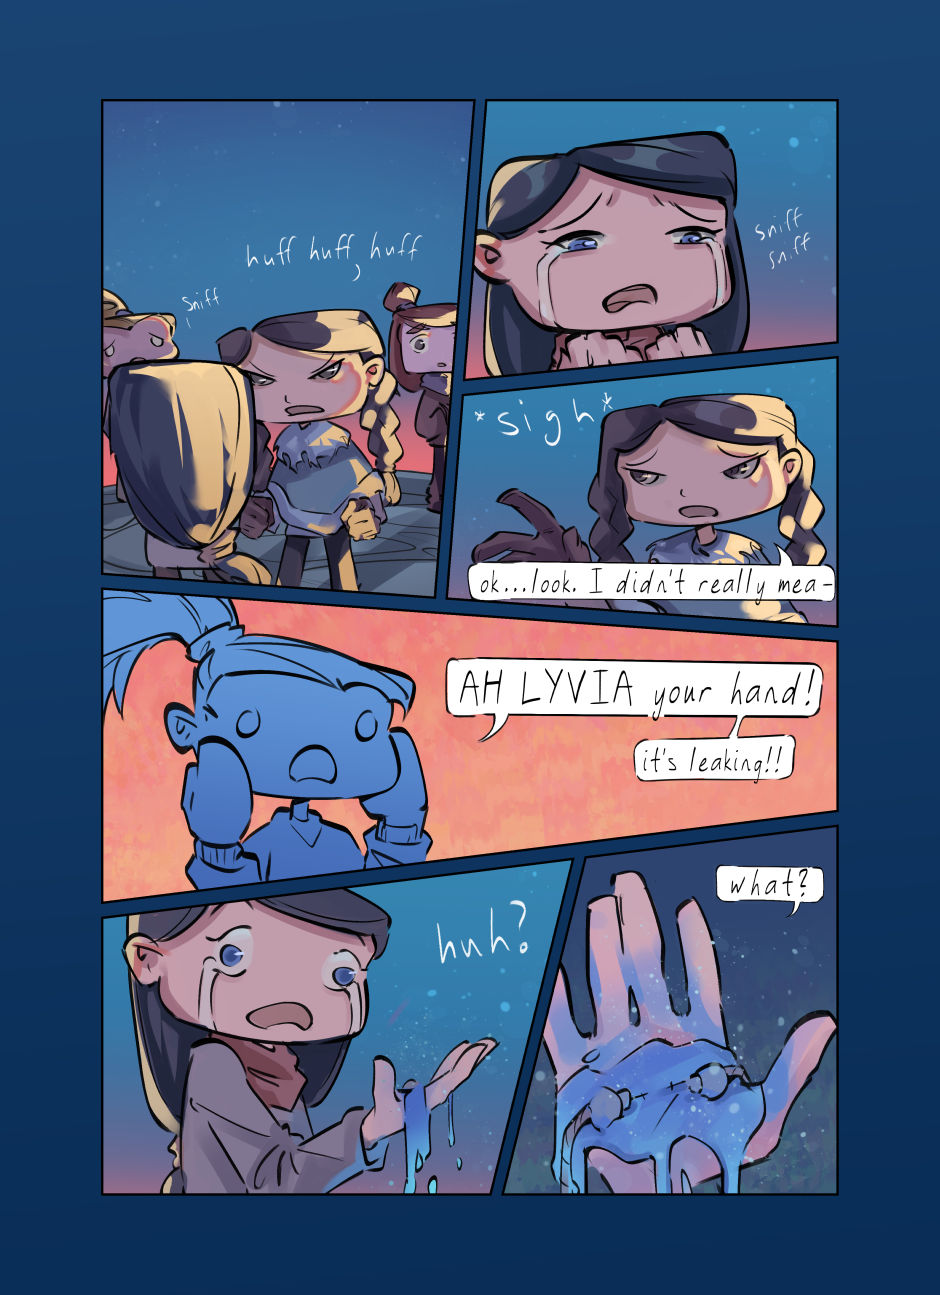 huff huff, huff
sniff
sniff
sniff
*sigh*
ok...look. I didn't really mea-
AH LYVIA your hand!
it's leaking!!
huh?
what?